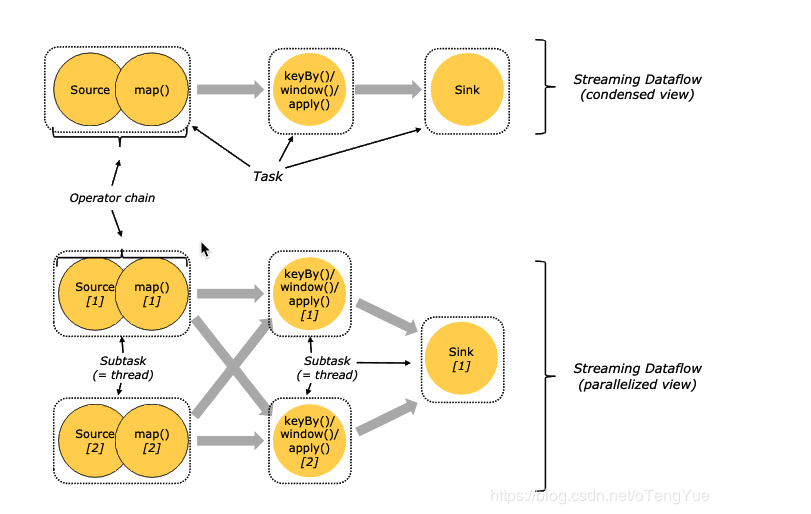 Source
map()
keyBy()/
window()/
apply()
Sink
Streaming Dataflow
(condensed view)
Task
Operator chain
Source
[1]
map()
[1]
keyBy()/
window()/
apply()
[1]
Subtask
(= thread)
Subtask
(= thread)
Sink
[1]
Streaming Dataflow
(parallelized view)
Source
[2]
map()
[2]
keyBy()/
window()/
apply()
[2]
https://blog.csdn.net/oTengYue